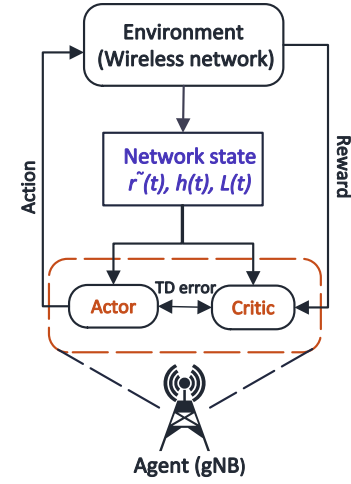 Environment
(Wireless network)
Network state
r˜(t), h(t), L(t)
Action
Reward
TD error
Actor
Critic
Agent (gNB)